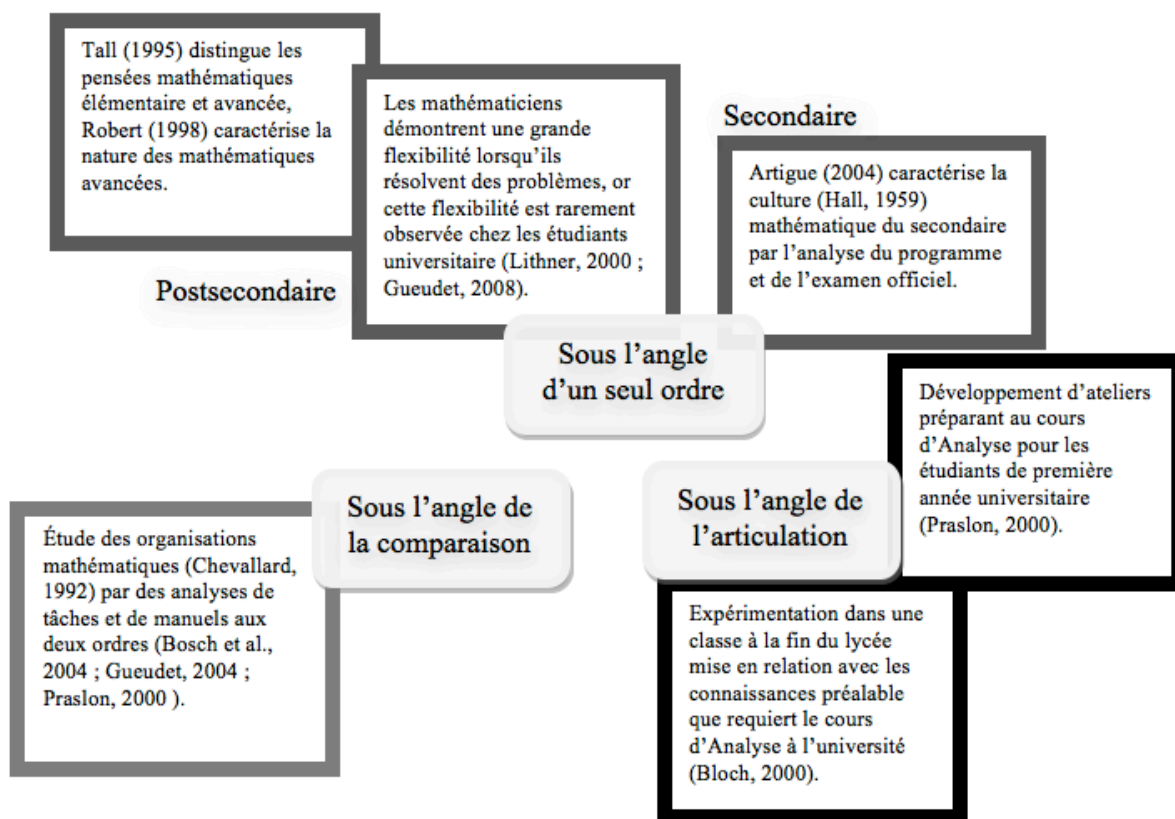 Tall (1995) distingue les
pensées mathématiques
élémentaire et avancée,
Robert (1998) caractérise la
nature des mathématiques
avancées.
Les mathématiciens
démontrent une grande
flexibilité lorsqu'ils
résolvent des problèmes, or
cette flexibilité est rarement
observée chez les étudiants
universitaire (Lithner, 2000 ;
Gueudet, 2008).
Postsecondaire
Secondaire
Artigue (2004) caractérise la
culture (Hall, 1959)
mathématique du secondaire
par l'analyse du programme
et de l'examen officiel.
Sous l'angle
d'un seul ordre
Développement d'ateliers
préparant au cours
d'Analyse pour les
étudiants de première
année universitaire
(Praslon, 2000).
Sous l'angle de
la comparaison
Sous l'angle de
l'articulation
Étude des organisations
mathématiques (Chevallard,
1992) par des analyses de
tâches et de manuels aux
deux ordres (Bosch et al.,
2004 ; Gueudet, 2004 ;
Praslon, 2000 ).
Expérimentation dans une
classe à la fin du lycée
mise en relation avec les
connaissances préalable
que requiert le cours
d'Analyse à l'université
(Bloch, 2000).